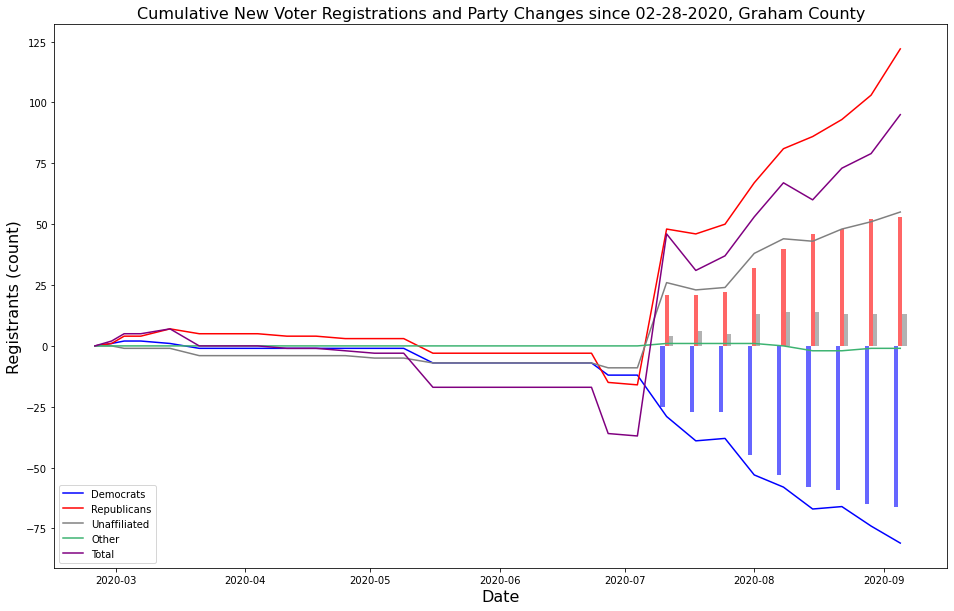 Cumulative New Voter Registrations and Party Changes since 02-28-2020, Graham County
Registrants (count)
125
100
75
50
25
0
−25
−50
−75
Democrats
Republicans
Unaffiliated
Other
Total
2020-03
2020-04
2020-05
2020-06
2020-07
2020-08
2020-09
Date